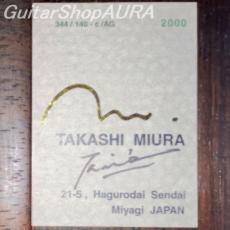 GuitarShopAURA
344 / 140 - c / AG 2000
TAKASHI MIURA
21-5 , Hagurodai Sendai
Miyagi JAPAN